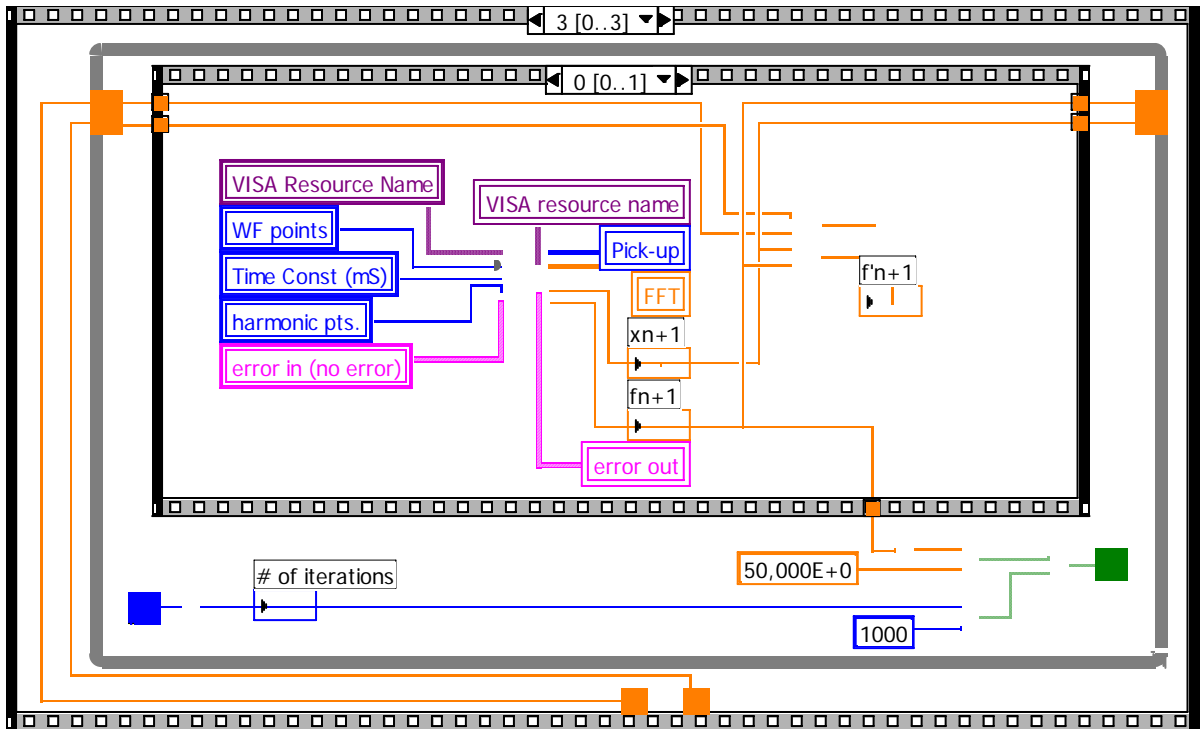 3 [0..3]
0 [0..1]
VISA Resource Name
VISA resource name
WF points
Pick-up
Time Const (mS)
f'n+1
FFT
harmonic pts.
xn+1
error in (no error)
fn+1
error out
50,000E+0
# of iterations
1000